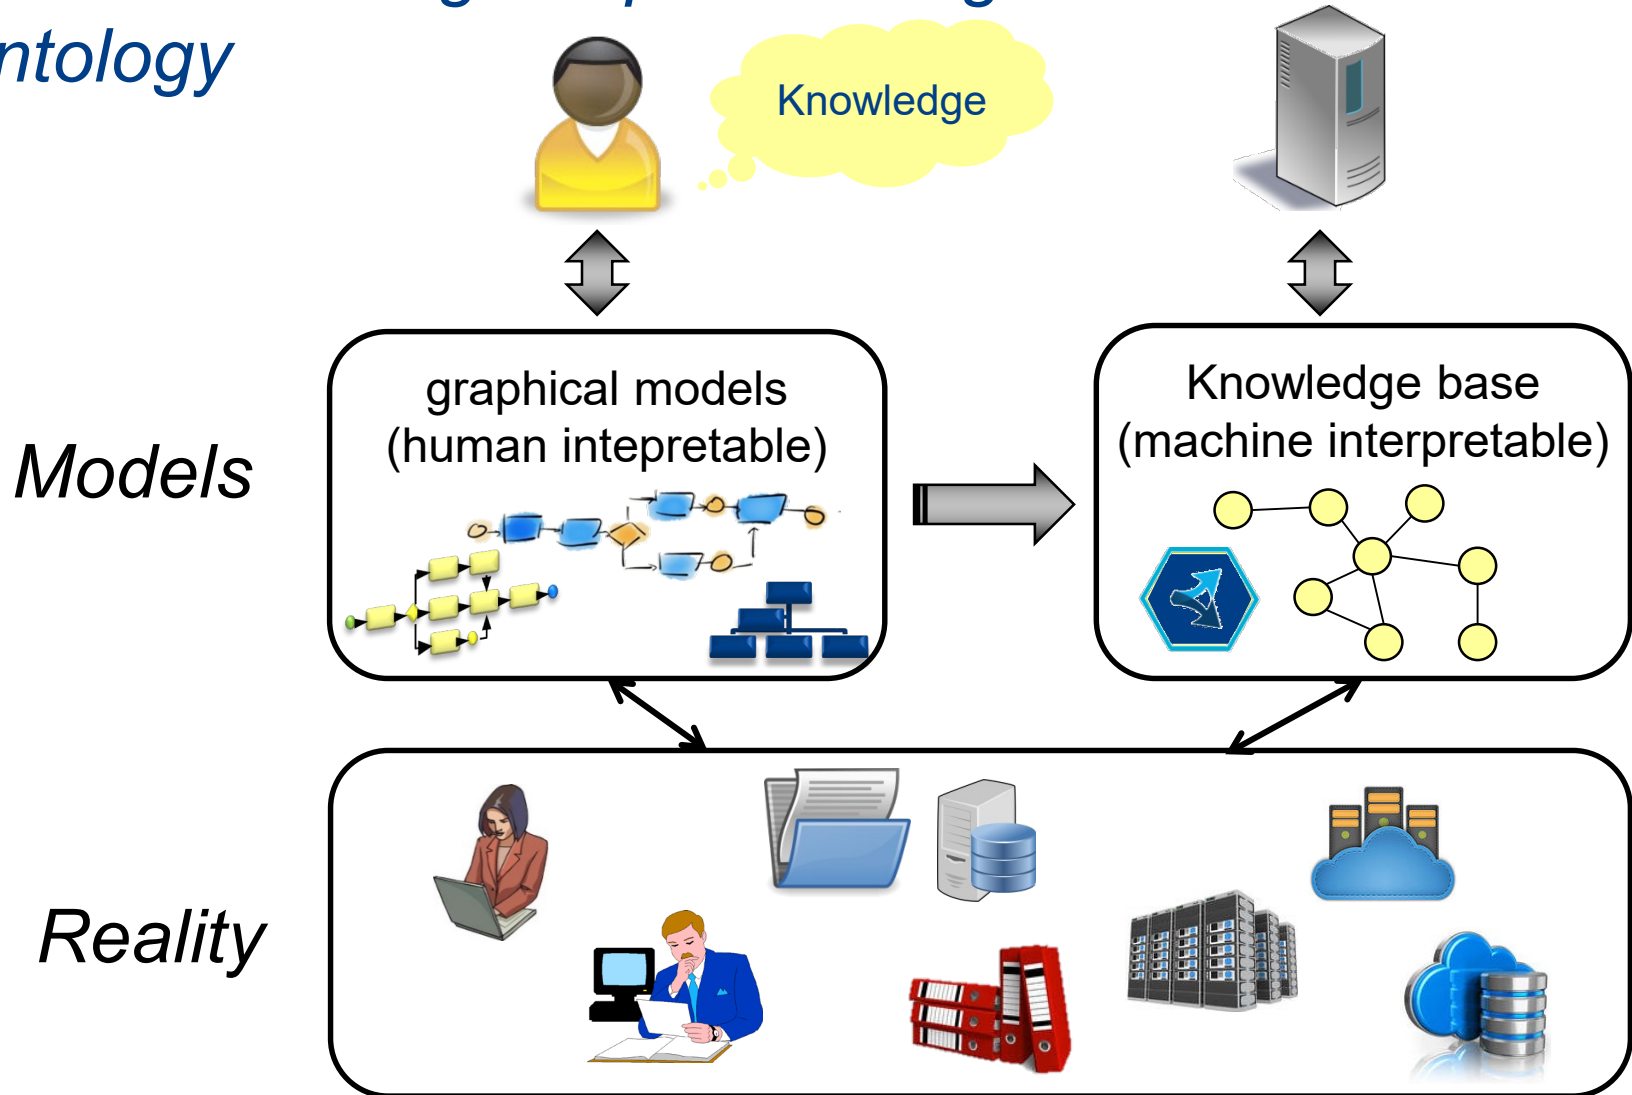 ntology
Knowledge
graphical models
(human intepretable)
Knowledge base
(machine interpretable)
Models
Reality